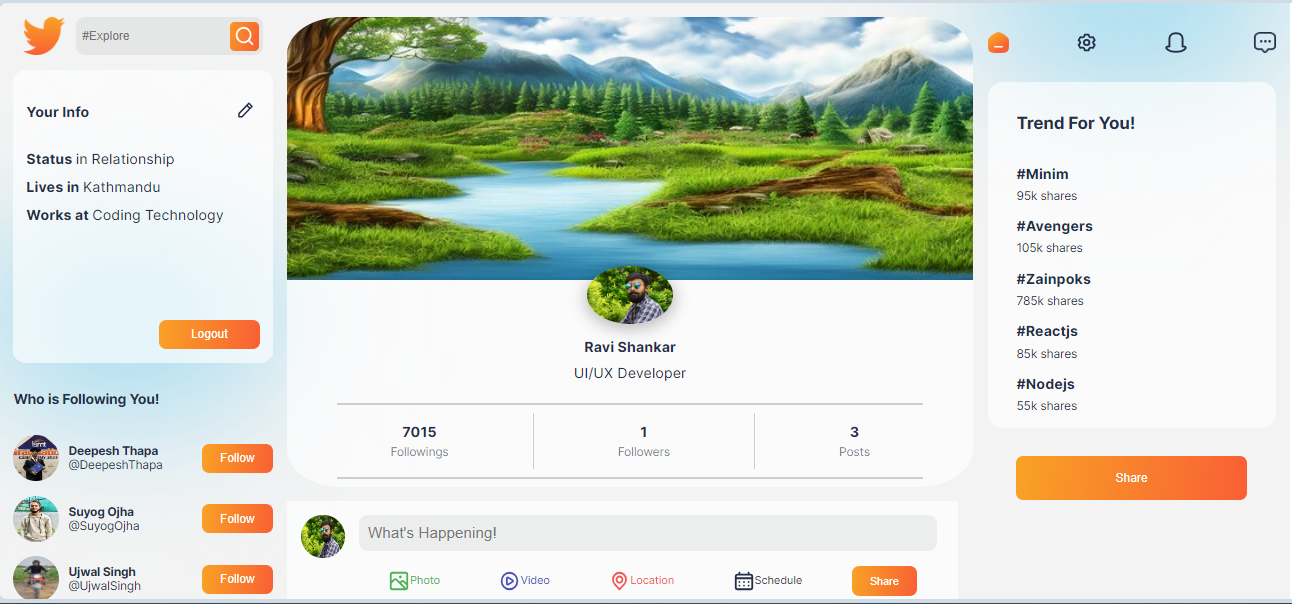 #Explore
Your Info
Status in Relationship
Lives in Kathmandu
Works at Coding Technology
Logout
Who is Following You!
Deepesh Thapa
@DeepeshThapa
Follow
Suyog Ojha
@SuyogOjha
Follow
Ujwal Singh
@UjwalSingh
Follow
Ravi Shankar
UI/UX Developer
7015
Followings
1
Followers
3
Posts
What's Happening!
Photo
Video
Location
Schedule
Share
Trend For You!
#Minim
95k shares
#Avengers
105k shares
#Zainpoks
785k shares
#Reactjs
85k shares
#Nodejs
55k shares
Share